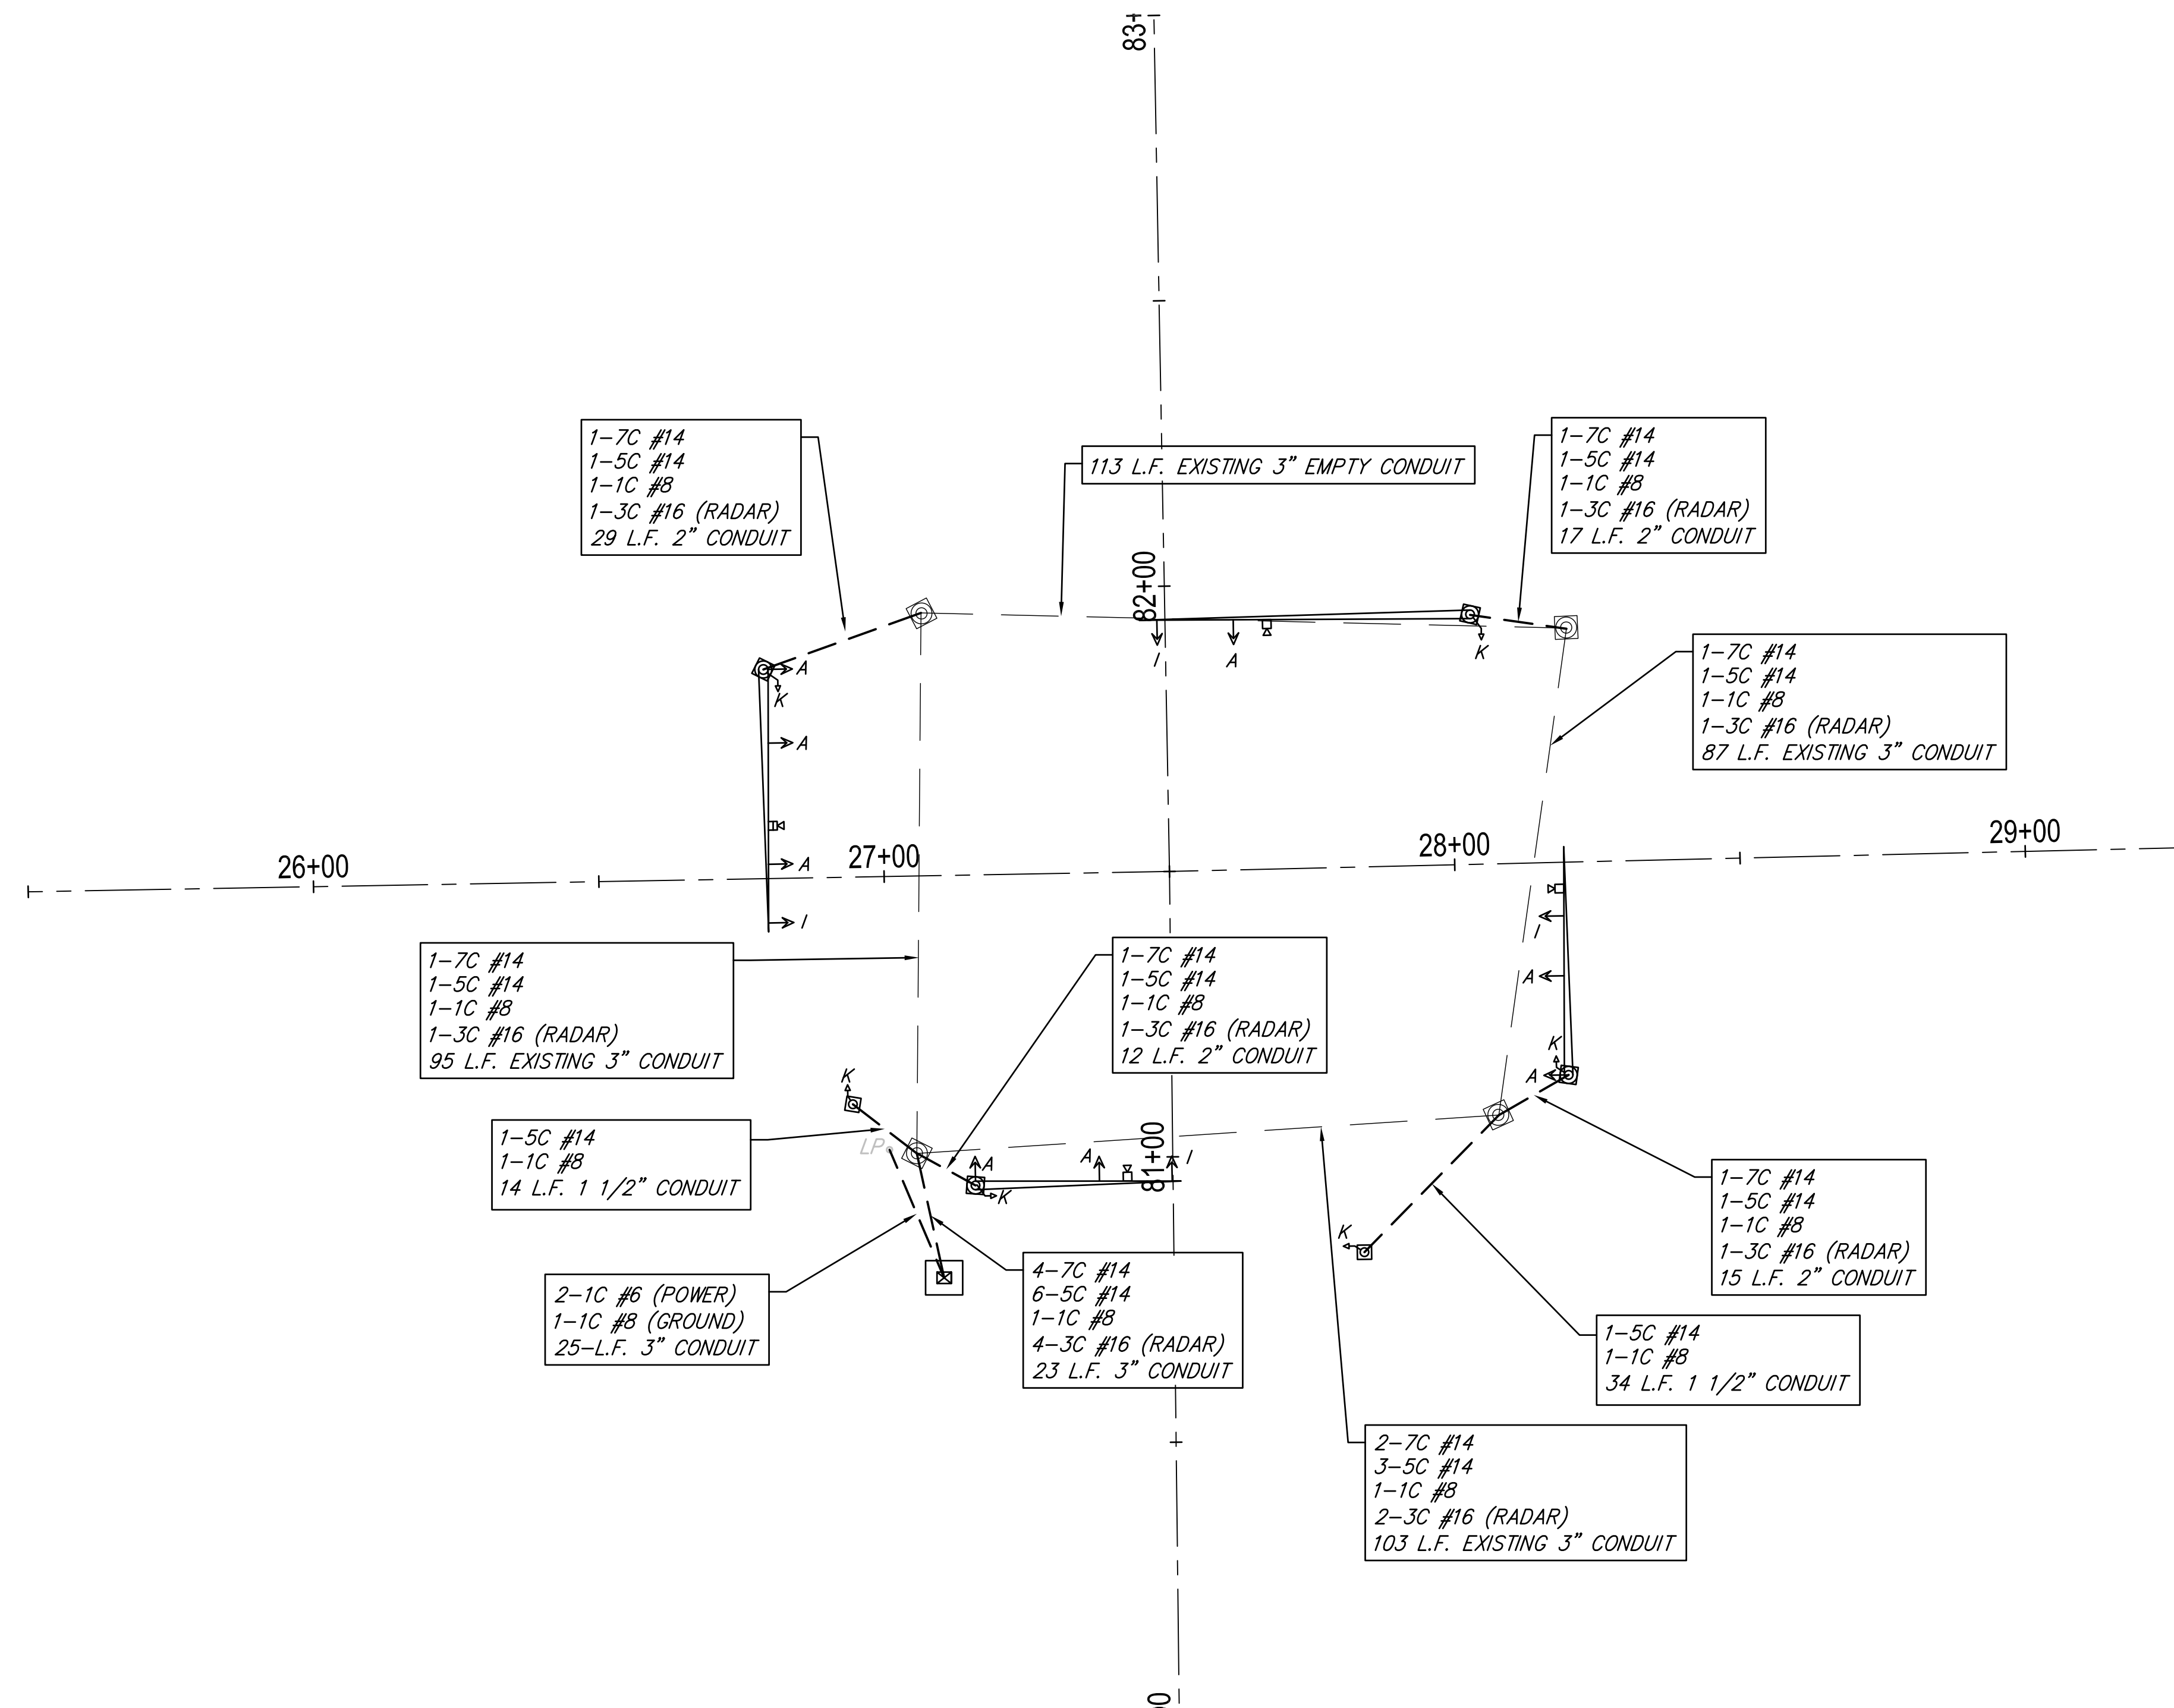 83+
1-7C #14
1-5C #14
1-1C #8
1-3C #16 (RADAR)
29 L.F. 2" CONDUIT
113 L.F. EXISTING 3" EMPTY CONDUIT
1-7C #14
1-5C #14
1-1C #8
1-3C #16 (RADAR)
17 L.F. 2" CONDUIT
82+00
I
A
K
A
K
A
A
I
1-7C #14
1-5C #14
1-1C #8
1-3C #16 (RADAR)
87 L.F. EXISTING 3" CONDUIT
26+00
27+00
28+00
29+00
I
A
K
A
1-7C #14
1-5C #14
1-1C #8
1-3C #16 (RADAR)
95 L.F. EXISTING 3" CONDUIT
1-7C #14
1-5C #14
1-1C #8
1-3C #16 (RADAR)
12 L.F. 2" CONDUIT
K
1-5C #14
1-1C #8
14 L.F. 1 1/2" CONDUIT
LP
A
K
A
81+00
I
K
1-7C #14
1-5C #14
1-1C #8
1-3C #16 (RADAR)
15 L.F. 2" CONDUIT
2-1C #6 (POWER)
1-1C #8 (GROUND)
25-L.F. 3" CONDUIT
4-7C #14
6-5C #14
1-1C #8
4-3C #16 (RADAR)
23 L.F. 3" CONDUIT
1-5C #14
1-1C #8
34 L.F. 1 1/2" CONDUIT
2-7C #14
3-5C #14
1-1C #8
2-3C #16 (RADAR)
103 L.F. EXISTING 3" CONDUIT
00